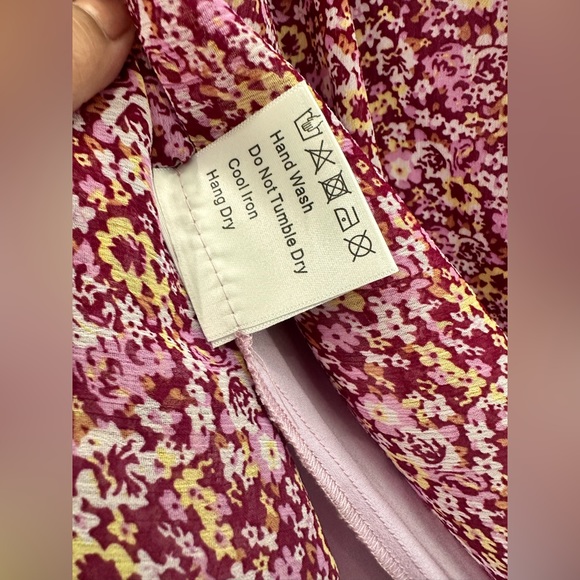 Hand Wash
Do Not Tumble Dry
Cool Iron
Hang Dry